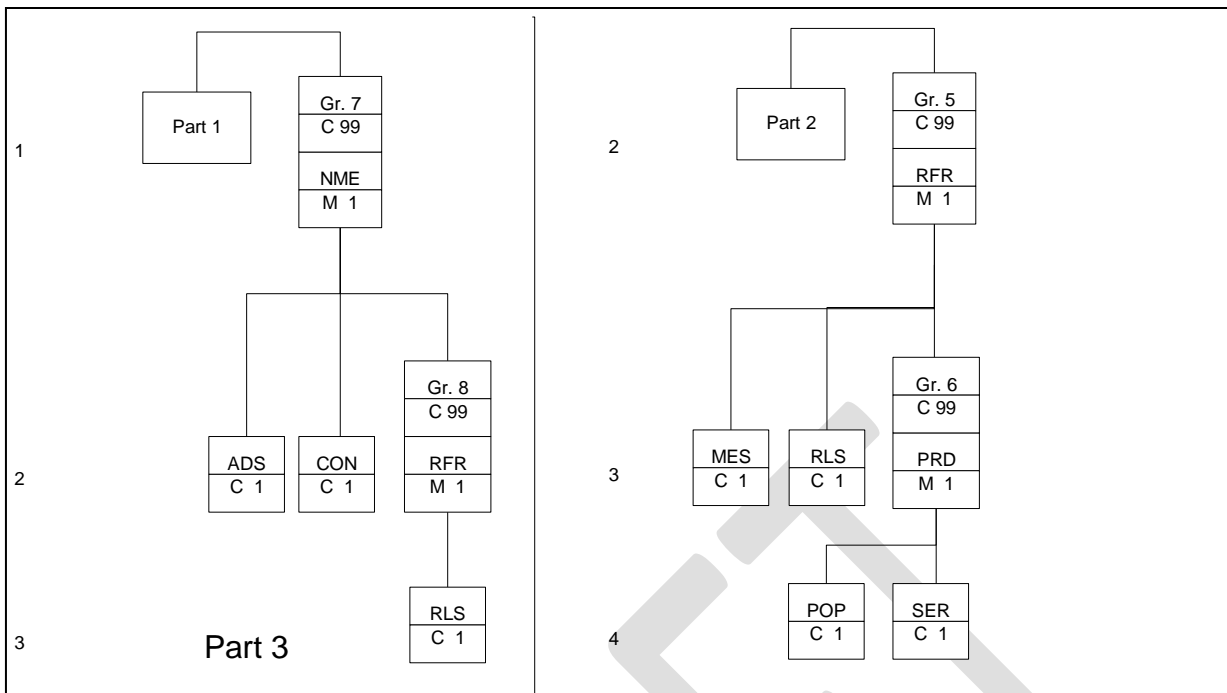 Gr. 7
C 99
Part 1
1
NME
M 1
Gr. 8
C 99
2
ADS
C 1
CON
C 1
RFR
M 1
RLS
C 1
3
Part 3
Gr. 5
C 99
Part 2
2
RFR
M 1
Gr. 6
C 99
3
MES
C 1
RLS
C 1
PRD
M 1
4
POP
C 1
SER
C 1